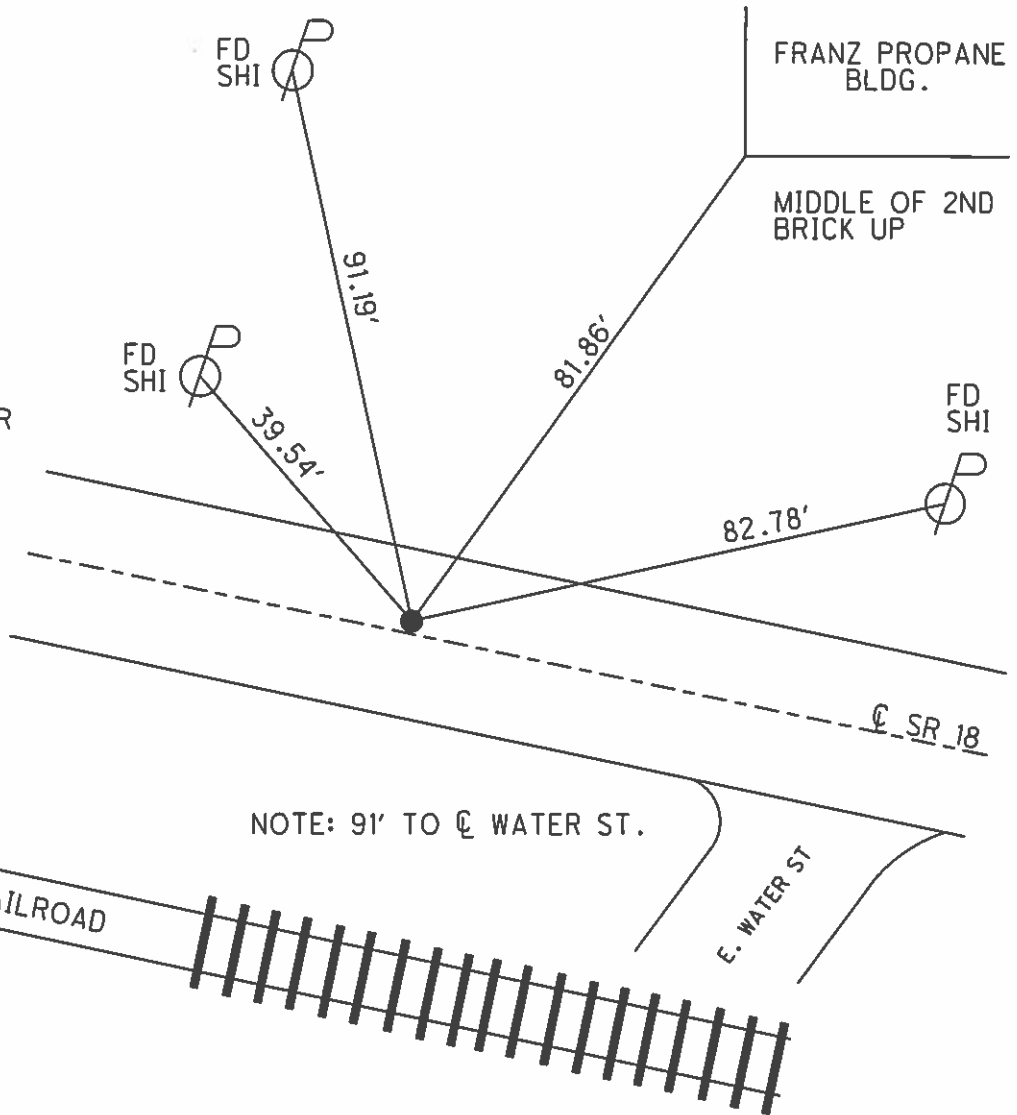 FD
SHI
FRANZ PROPANE
BLDG.
MIDDLE OF 2ND
BRICK UP
91.19'
81.86'
FD
SHI
39.54'
FD
SHI
R
82.78'
℄ SR 18
NOTE: 91' TO ℄ WATER ST.
E. WATER ST
ILROAD